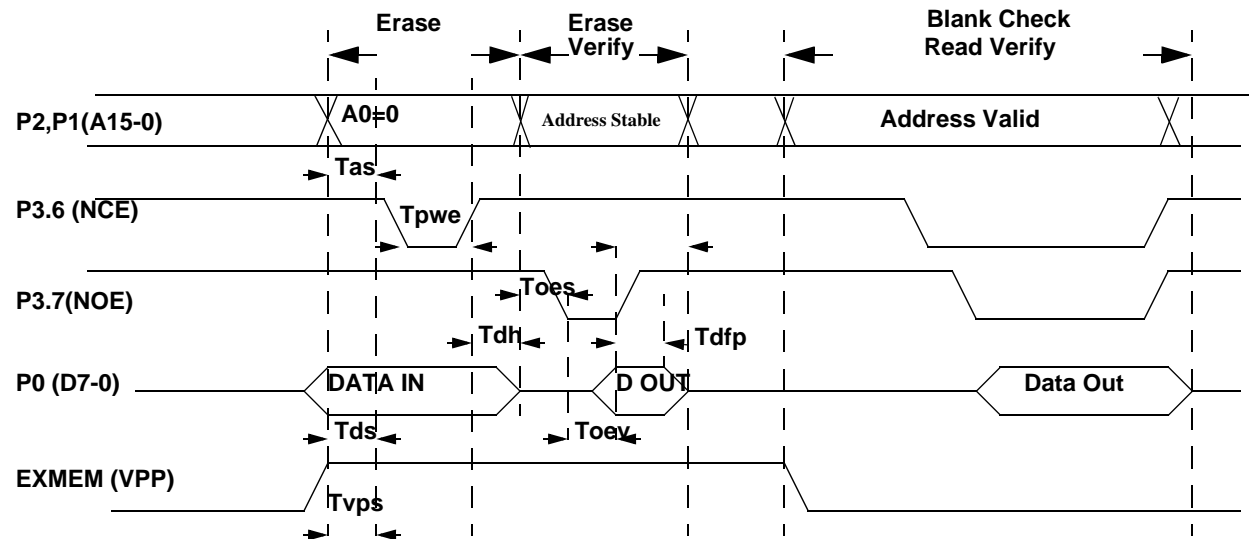 Erase
Erase
Verify
Blank Check
Read Verify
P2,P1(A15-0)
A0=0
Address Stable
Address Valid
Tas
P3.6 (NCE)
Tpwe
P3.7(NOE)
Toes
Tdh
Tdfp
P0 (D7-0)
DATA IN
D OUT
Data Out
Tds
Toev
EXMEM (VPP)
Tvps